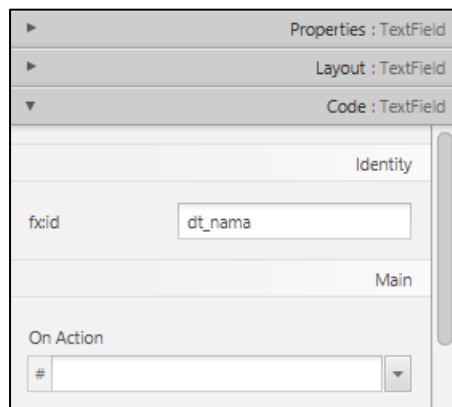 Properties : TextField
Layout : TextField
Code : TextField
Identity
fx:id dt_nama
Main
On Action
#